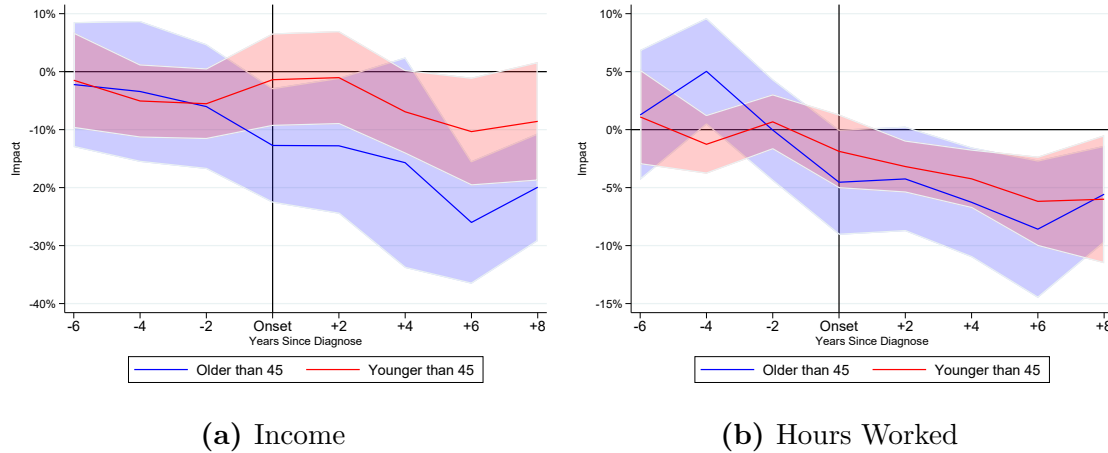 10%
0%
-10%
20%
-30%
-40%
Impact
-6
-4
-2
Onset
+2
+4
+6
+8
Years Since Diagnose
Older than 45
Younger than 45
(a) Income
10%
5%
0%
-5%
-10%
-15%
Impact
-6
-4
-2
Onset
+2
+4
+6
+8
Years Since Diagnose
Older than 45
Younger than 45
(b) Hours Worked